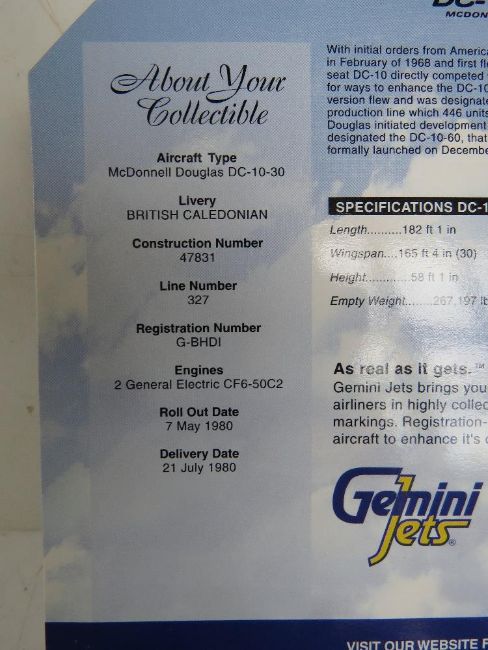 DC-
MCDON
About Your
Collectible
Aircraft Type
McDonnell Douglas DC-10-30
Livery
BRITISH CALEDONIAN
Construction Number
47831
Line Number
327
Registration Number
G-BHDI
Engines
2 General Electric CF6-50C2
Roll Out Date
7 May 1980
Delivery Date
21 July 1980
With initial orders from America
in February of 1968 and first fl
seat DC-10 directly competed
for ways to enhance the DC-10
version flew and was designate
production line which 446 units
Douglas initiated development
designated the DC-10-60, that
formally launched on Decembe
SPECIFICATIONS DC-1
Length..........182 ft 1 in
Wingspan....165 ft 4 in (30)
Height.............58 ft 1 in
Empty Weight........267,197 lb
As real as it gets.™
Gemini Jets brings you
airliners in highly collec
markings. Registration-
aircraft to enhance it's
Gemini
Jets®
VISIT OUR WEBSITE F